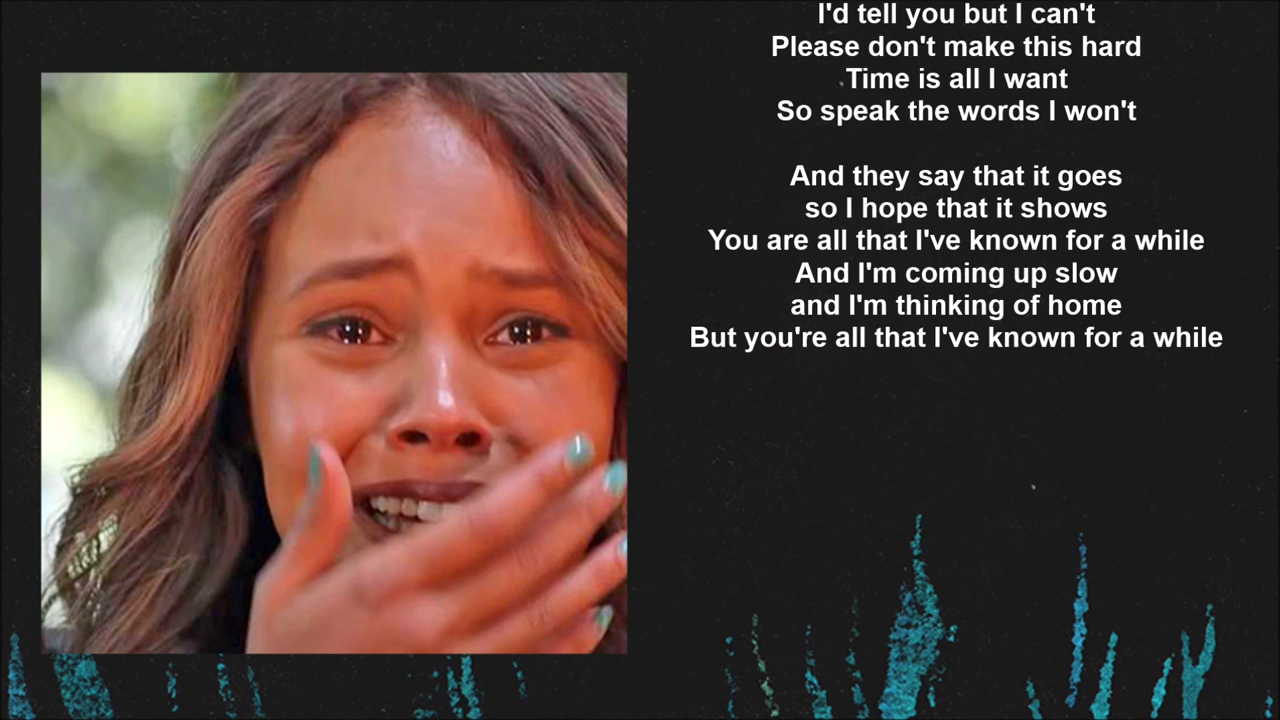 I'd tell you but I can't
Please don't make this hard
Time is all I want
So speak the words I won't
And they say that it goes
so I hope that it shows
You are all that I've known for a while
And I'm coming up slow
and I'm thinking of home
But you're all that I've known for a while